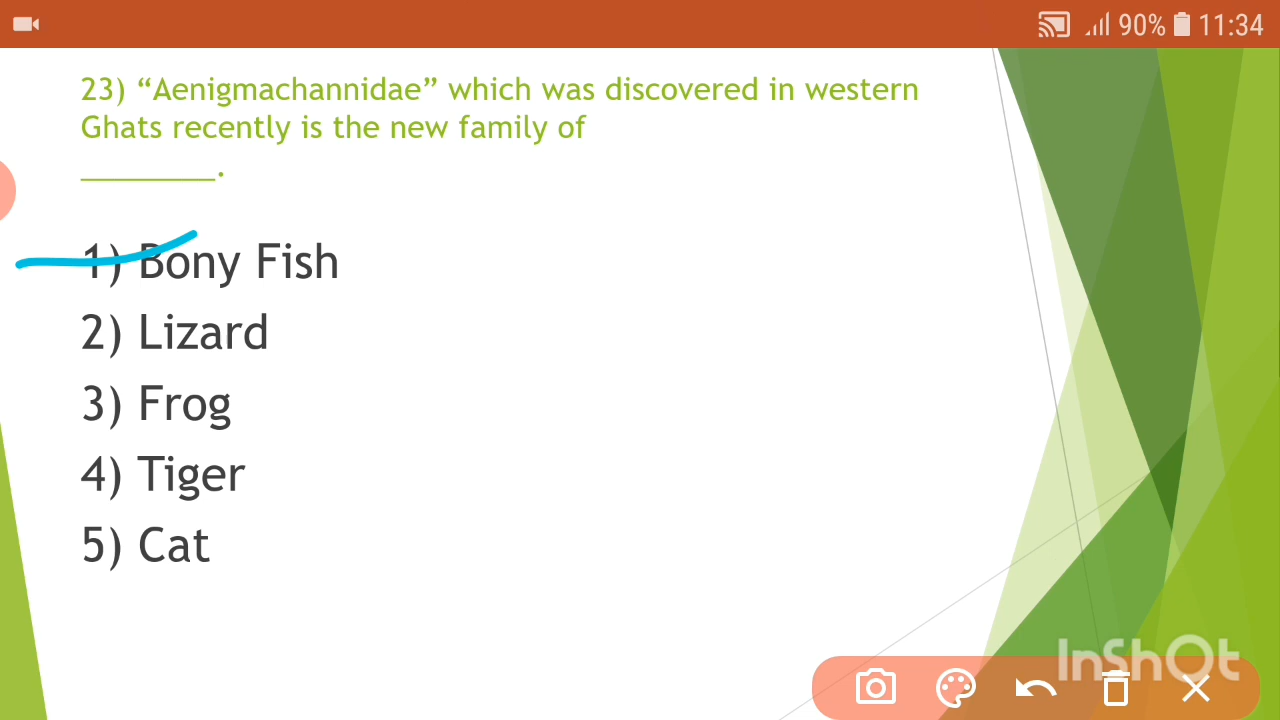 90% 11:34
23) “Aenigmachannidae” which was discovered in western
Ghats recently is the new family of
________.
1) Bony Fish
2) Lizard
3) Frog
4) Tiger
5) Cat
InShOt